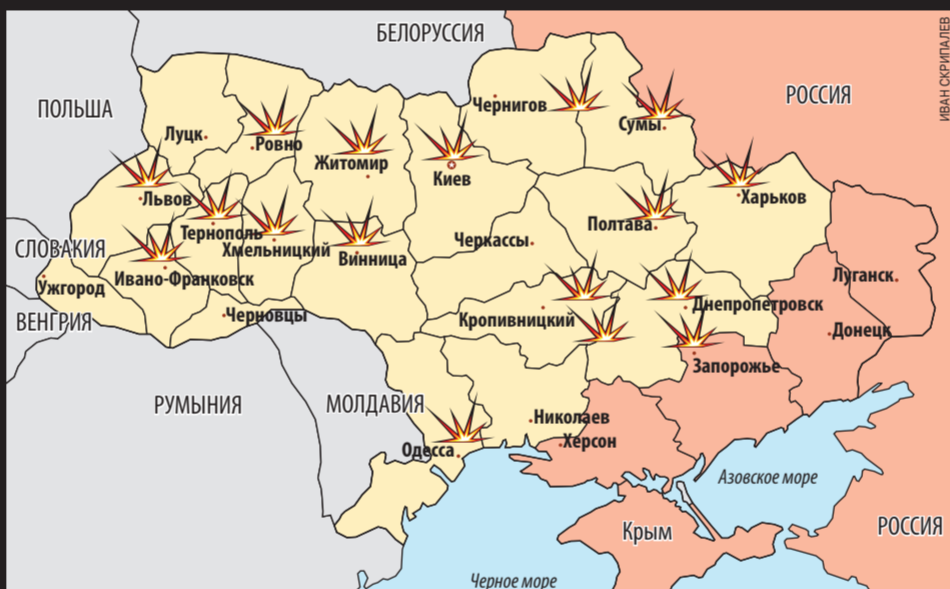 БЕЛОРУССИЯ
ИВАН СКРИПАЛЕВ
ПОЛЬША
РОССИЯ
Чернигов
Сумы
Луцк
Ровно
Житомир
Киев
Львов
Харьков
Тернополь
Хмельницкий
Полтава
СЛОВАКИЯ
Черкассы
Винница
Ивано-Франковск
Луганск
Ужгород
Днепропетровск
Черновцы
Кропивницкий
ВЕНГРИЯ
Донецк
Запорожье
РУМЫНИЯ
МОЛДАВИЯ
Николаев
Херсон
Одесса
Азовское море
Крым
РОССИЯ
Черное море